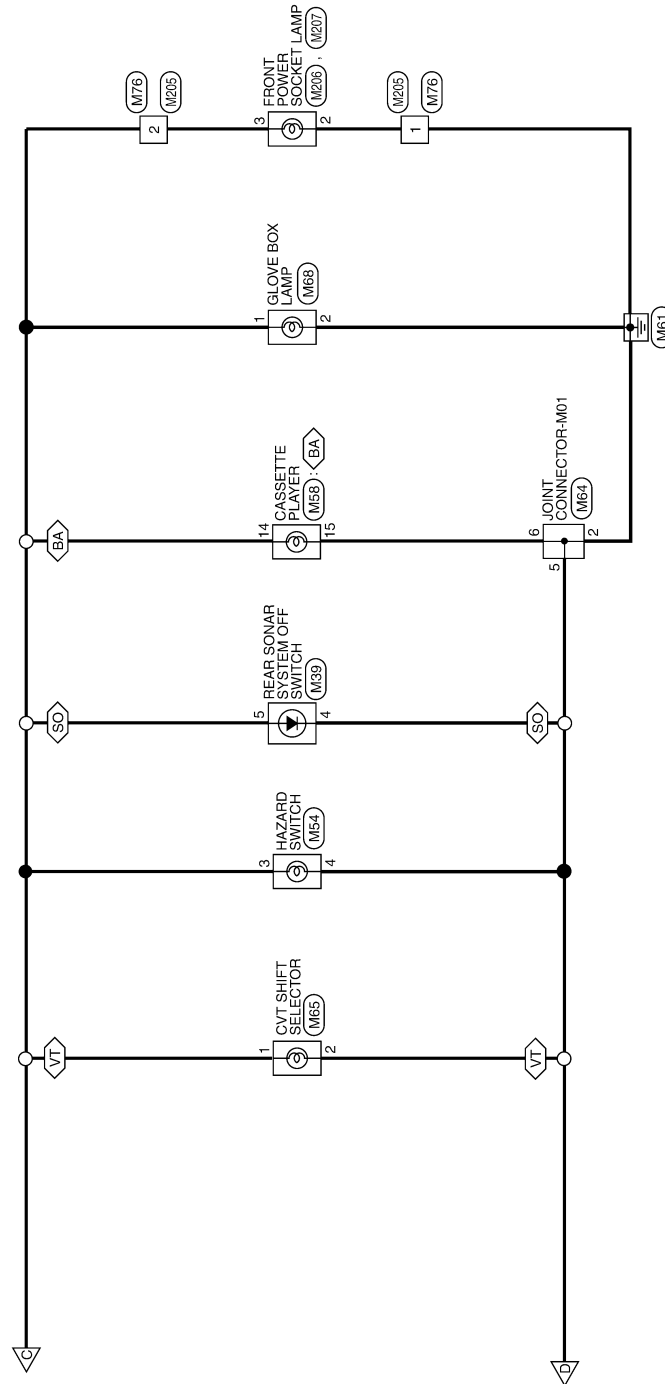 C
VT
1
CVT SHIFT
SELECTOR
M65
2
VT
3
HAZARD
SWITCH
M54
4
SO
5
REAR SONAR
SYSTEM OFF
SWITCH
M39
4
SO
BA
14
CASSETTE
PLAYER
M58 : BA
15
6
JOINT
CONNECTOR-M01
M64
5
2
1
GLOVE BOX
LAMP
M68
2
M61
M76
M205
2
3
FRONT
POWER
SOCKET LAMP
M206 , M207
2
M205
M76
1
D